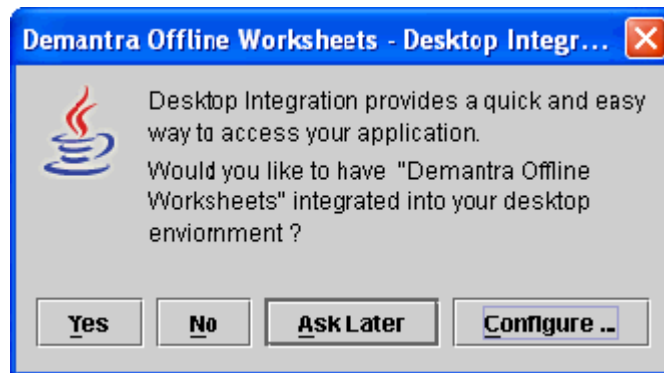 Demantra Offline Worksheets - Desktop Integr...
Desktop Integration provides a quick and easy
way to access your application.
Would you like to have "Demantra Offline
Worksheets" integrated into your desktop
enviornment ?
Yes No Ask Later Configure ...